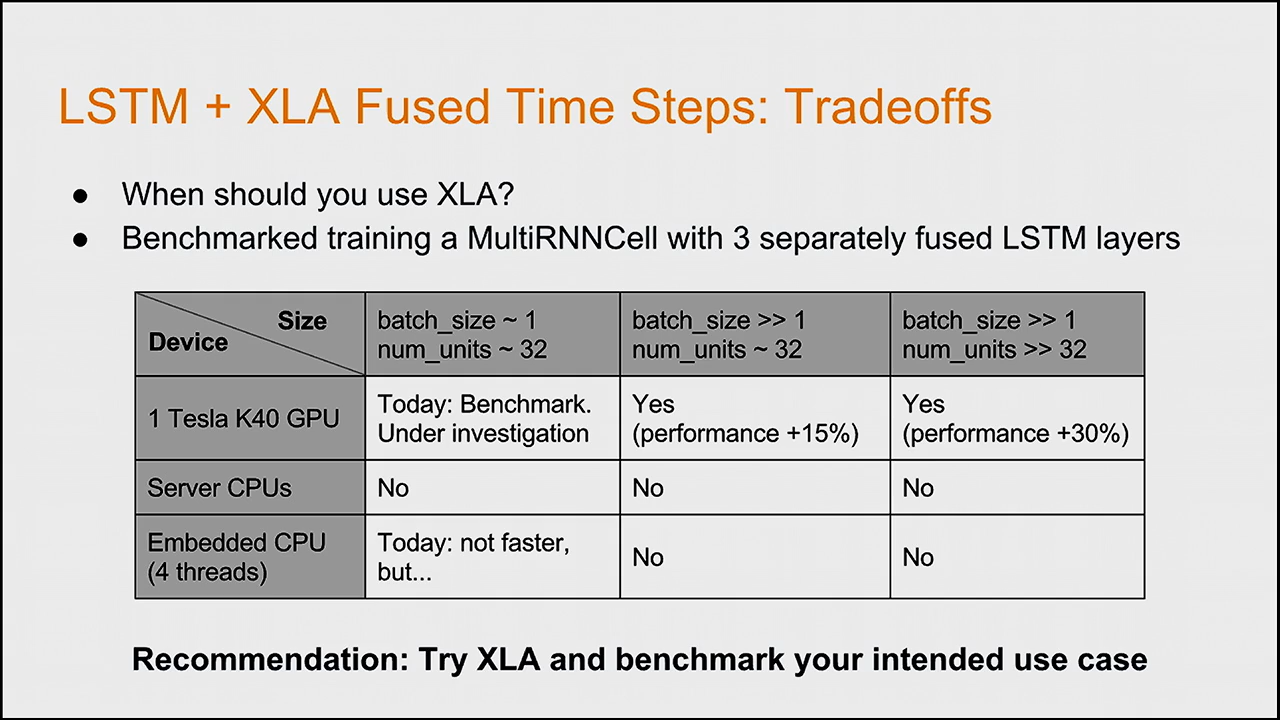 LSTM + XLA Fused Time Steps: Tradeoffs
● When should you use XLA?
● Benchmarked training a MultiRNNCell with 3 separately fused LSTM layers
Size
Device
batch_size ~ 1
num_units ~ 32
batch_size >> 1
num_units ~ 32
batch_size >> 1
num_units >> 32
1 Tesla K40 GPU
Today: Benchmark.
Under investigation
Yes
(performance +15%)
Yes
(performance +30%)
Server CPUs
No
No
No
Embedded CPU
(4 threads)
Today: not faster,
but...
No
No
Recommendation: Try XLA and benchmark your intended use case